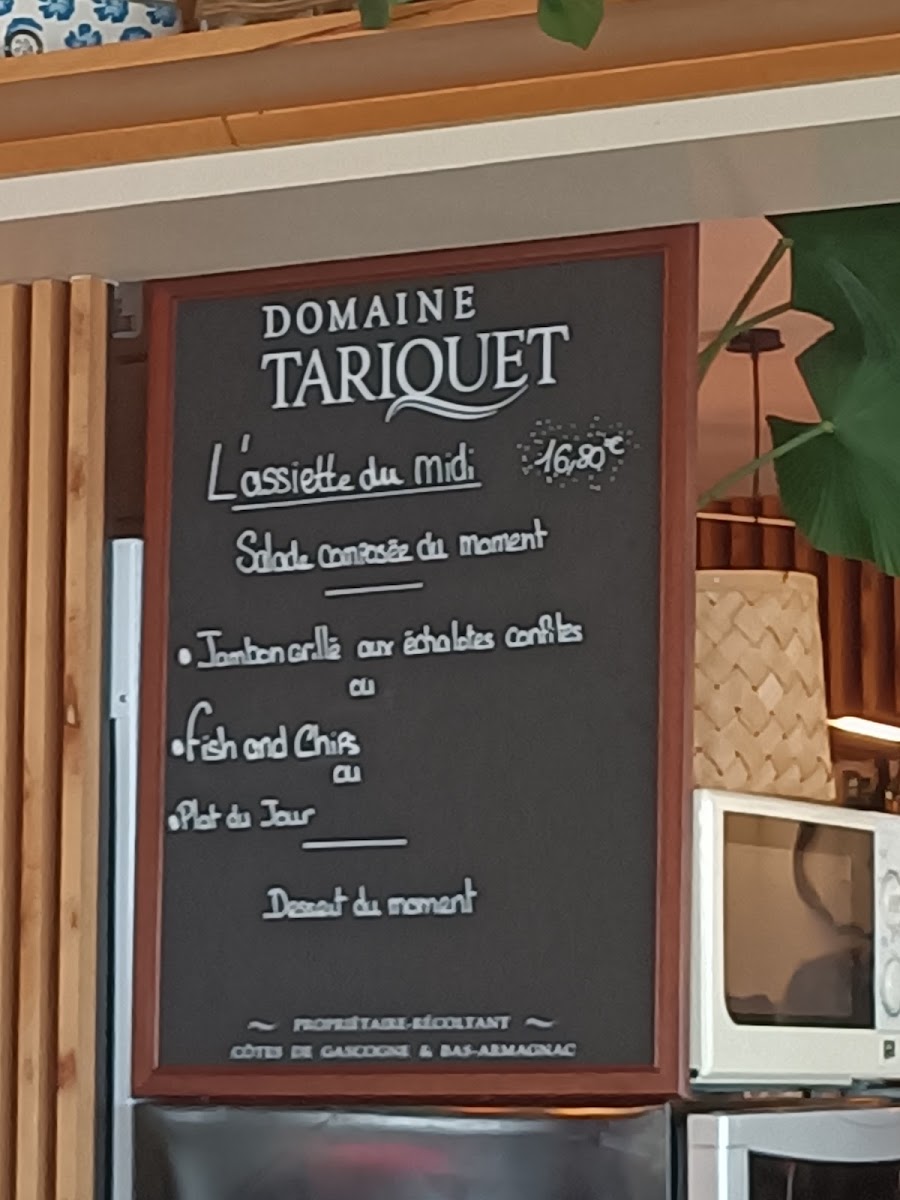 DOMAINE
TARIQUET
L'assiette du midi 16,80€
Salade composée du moment
• Jambon grillé aux échalotes confites
ou
• Fish and Chips
ou
• Plat du Jour
Dessert du moment
~ PROPRIÉTAIRE-RÉCOLTANT ~
CÔTES DE GASCOGNE & BAS-ARMAGNAC